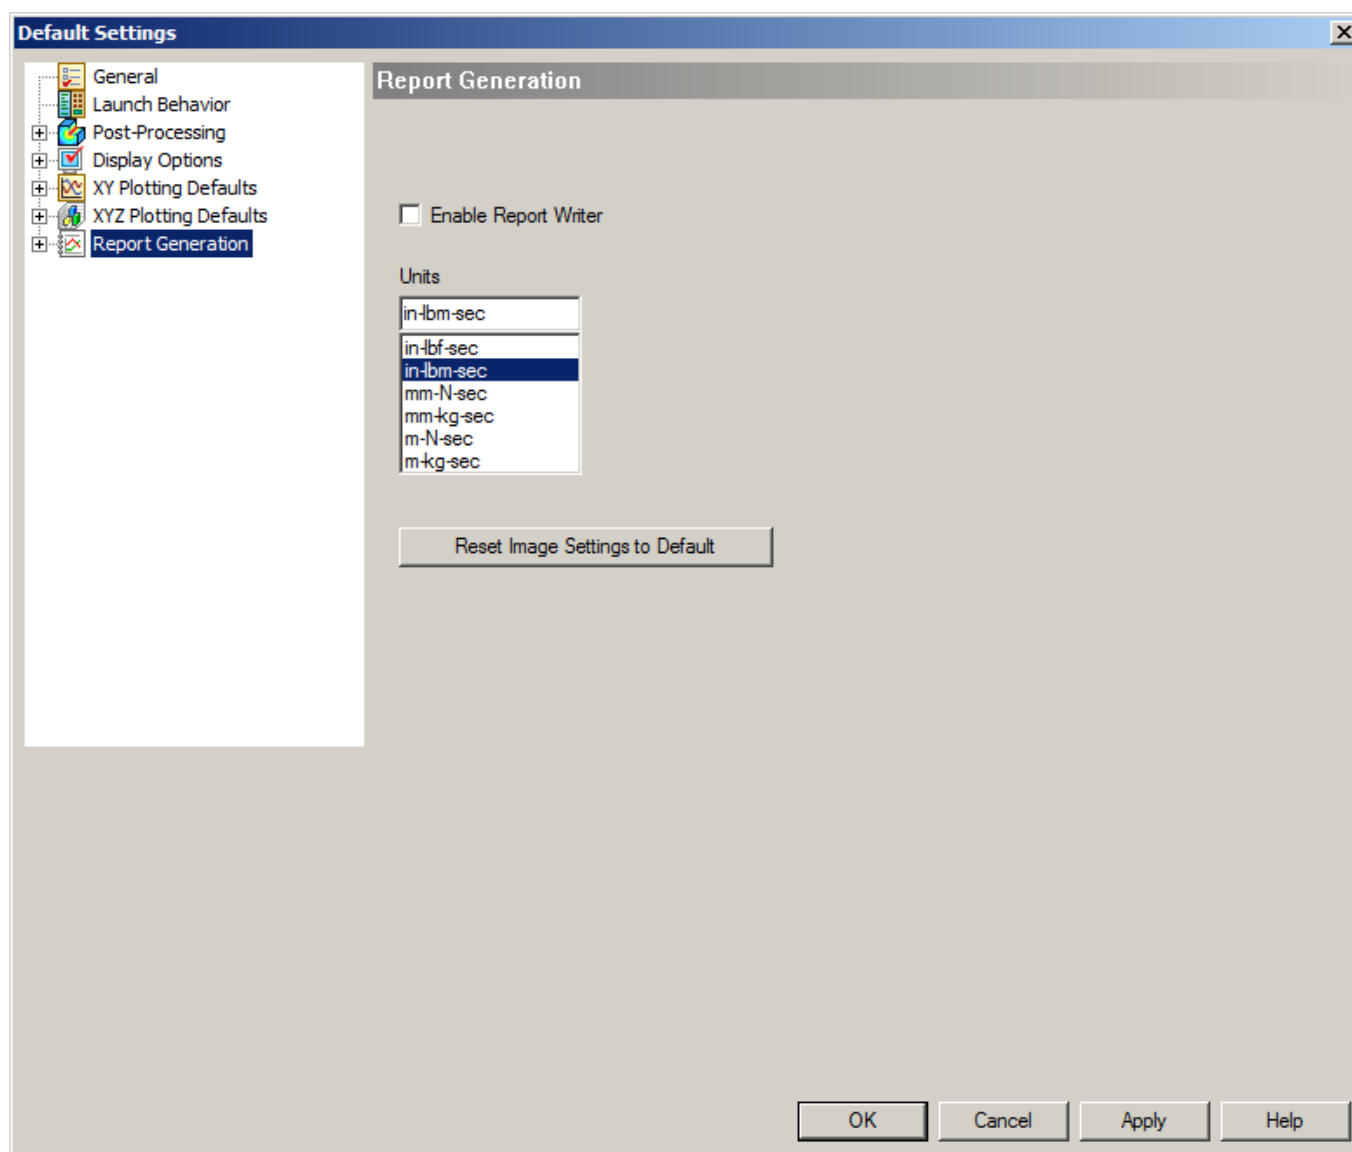 Default Settings
General
Launch Behavior
Post-Processing
Display Options
XY Plotting Defaults
XYZ Plotting Defaults
Report Generation
Report Generation
Enable Report Writer
Units
in-lbm-sec
in-lbf-sec
in-lbm-sec
mm-N-sec
mm-kg-sec
m-N-sec
m-kg-sec
Reset Image Settings to Default
OK
Cancel
Apply
Help